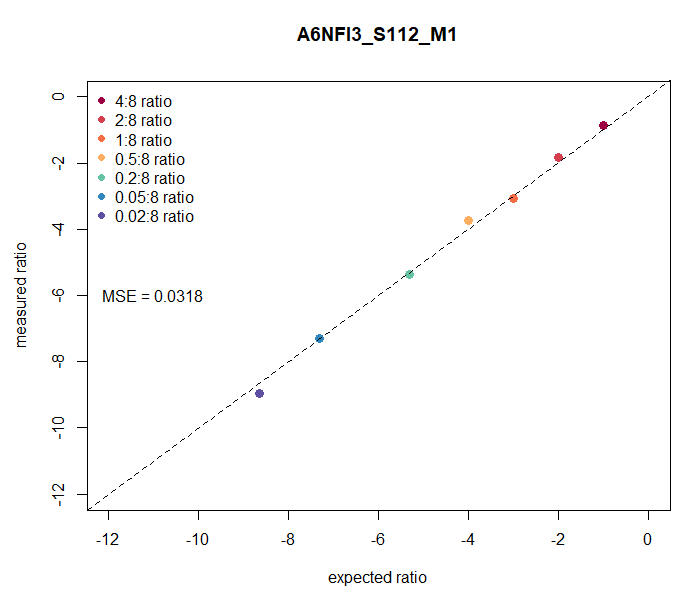 A6NFI3_S112_M1
4:8 ratio
2:8 ratio
1:8 ratio
0.5:8 ratio
0.2:8 ratio
0.05:8 ratio
0.02:8 ratio
MSE = 0.0318
measured ratio
0
-2
-4
-6
-8
-10
-12
-12 -10 -8 -6 -4 -2 0
expected ratio